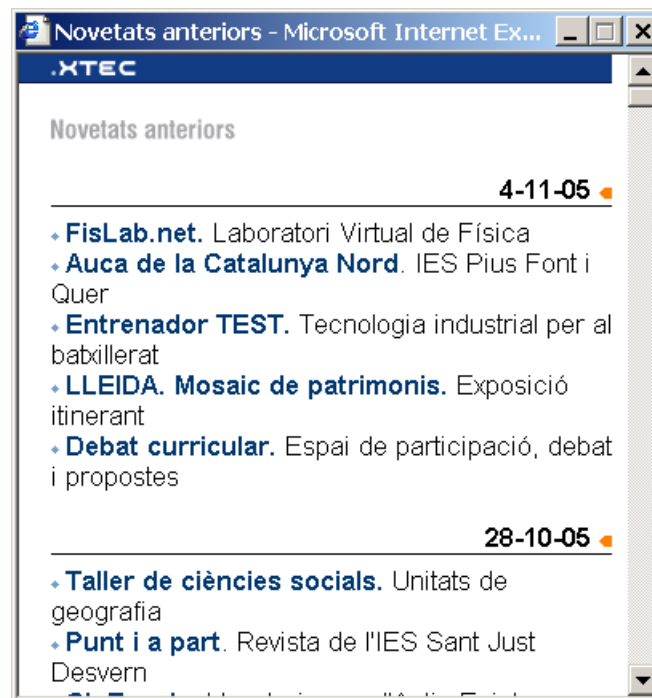 Novetats anteriors - Microsoft Internet Ex...
.XTEC
Novetats anteriors
4-11-05
FisLab.net. Laboratori Virtual de Física
Auca de la Catalunya Nord. IES Pius Font i
Quer
Entrenador TEST. Tecnologia industrial per al
batxillerat
LLEIDA. Mosaic de patrimonis. Exposició
itinerant
Debat curricular. Espai de participació, debat
i propostes
28-10-05
Taller de ciències socials. Unitats de
geografia
Punt i a part. Revista de l'IES Sant Just
Desvern